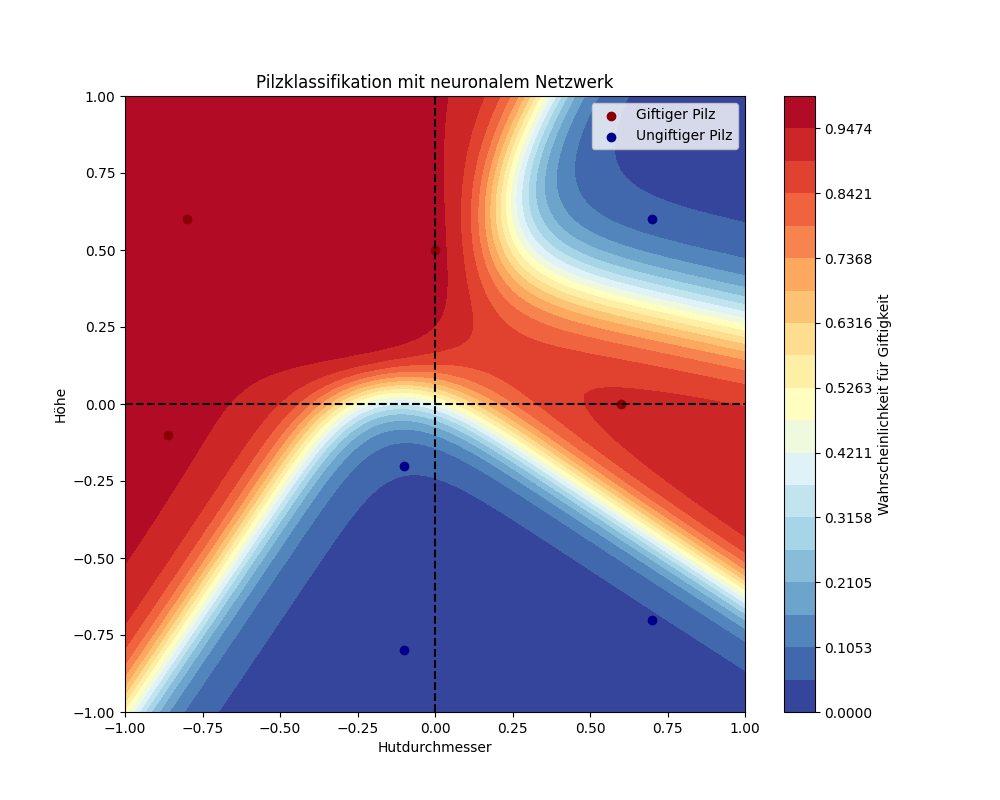 Pilzklassifikation mit neuronalem Netzwerk
Giftiger Pilz
Ungiftiger Pilz
1.00
0.75
0.50
0.25
0.00
−0.25
−0.50
−0.75
−1.00
Höhe
−1.00 −0.75 −0.50 −0.25 0.00 0.25 0.50 0.75 1.00
Hutdurchmesser
0.9474
0.8421
0.7368
0.6316
0.5263
0.4211
0.3158
0.2105
0.1053
0.0000
Wahrscheinlichkeit für Giftigkeit